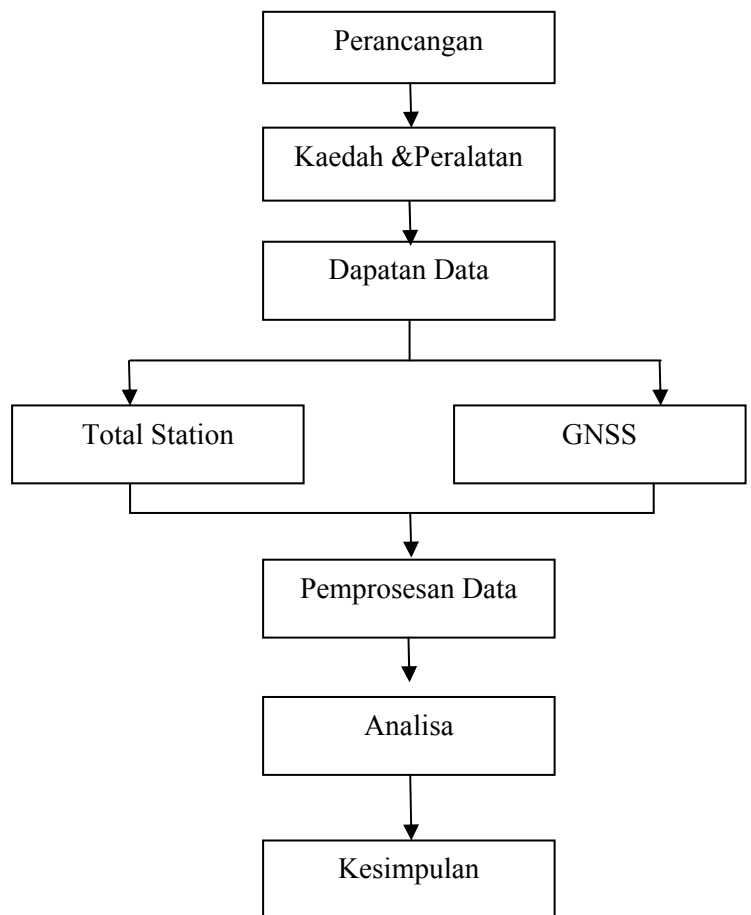 Perancangan
Kaedah &Peralatan
Dapatan Data
Total Station
GNSS
Pemprosesan Data
Analisa
Kesimpulan